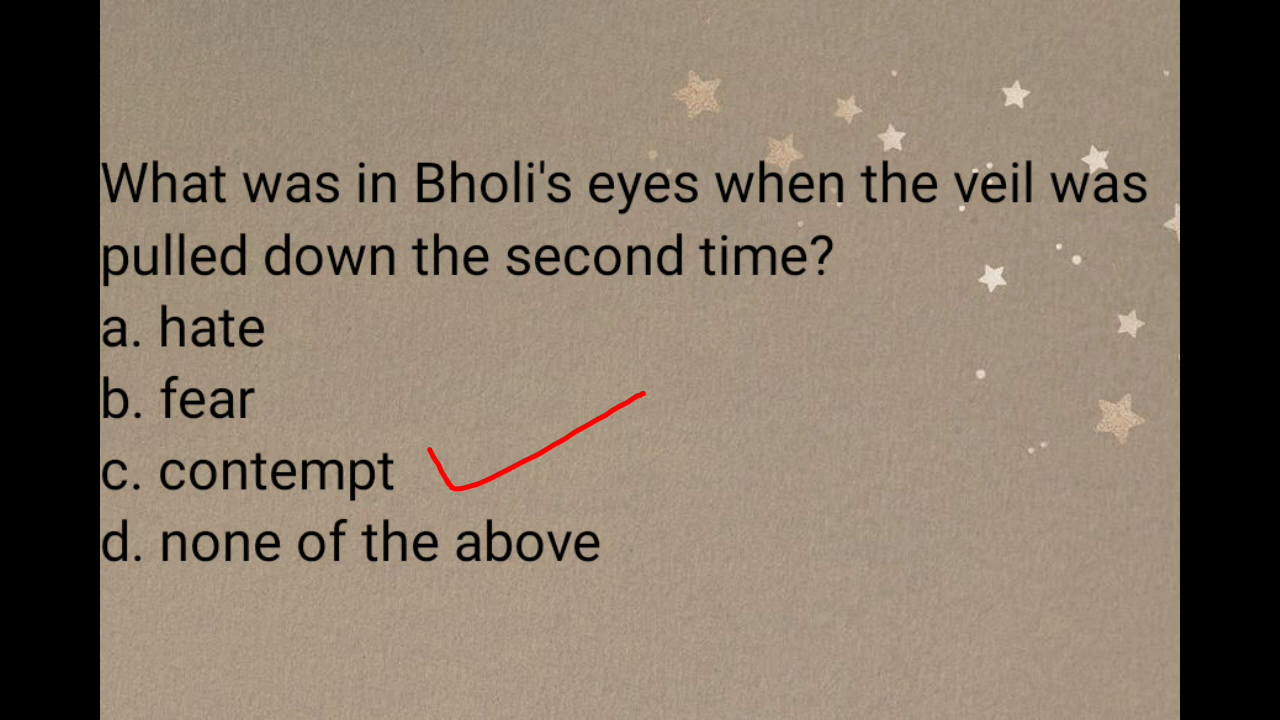 What was in Bholi's eyes when the veil was
pulled down the second time?
a. hate
b. fear
c. contempt
d. none of the above